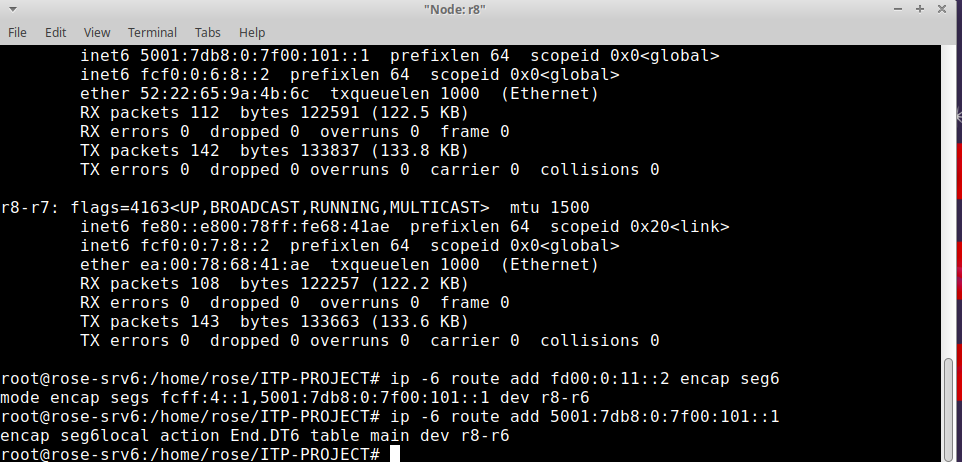 "Node: r8"
File Edit View Terminal Tabs Help
inet6 5001:7db8:0:7f00:101::1  prefixlen 64  scopeid 0x0<global>
inet6 fcf0:0:6:8::2  prefixlen 64  scopeid 0x0<global>
ether 52:22:65:9a:4b:6c  txqueuelen 1000  (Ethernet)
RX packets 112  bytes 122591 (122.5 KB)
RX errors 0  dropped 0  overruns 0  frame 0
TX packets 142  bytes 133837 (133.8 KB)
TX errors 0  dropped 0 overruns 0  carrier 0  collisions 0
r8-r7: flags=4163<UP,BROADCAST,RUNNING,MULTICAST>  mtu 1500
inet6 fe80::e800:78ff:fe68:41ae  prefixlen 64  scopeid 0x20<link>
inet6 fcf0:0:7:8::2  prefixlen 64  scopeid 0x0<global>
ether ea:00:78:68:41:ae  txqueuelen 1000  (Ethernet)
RX packets 108  bytes 122257 (122.2 KB)
RX errors 0  dropped 0  overruns 0  frame 0
TX packets 143  bytes 133663 (133.6 KB)
TX errors 0  dropped 0 overruns 0  carrier 0  collisions 0
root@rose-srv6:/home/rose/ITP-PROJECT# ip -6 route add fd00:0:11::2 encap seg6
mode encap segs fcff:4::1,5001:7db8:0:7f00:101::1 dev r8-r6
root@rose-srv6:/home/rose/ITP-PROJECT# ip -6 route add 5001:7db8:0:7f00:101::1
encap seg6local action End.DT6 table main dev r8-r6
root@rose-srv6:/home/rose/ITP-PROJECT#